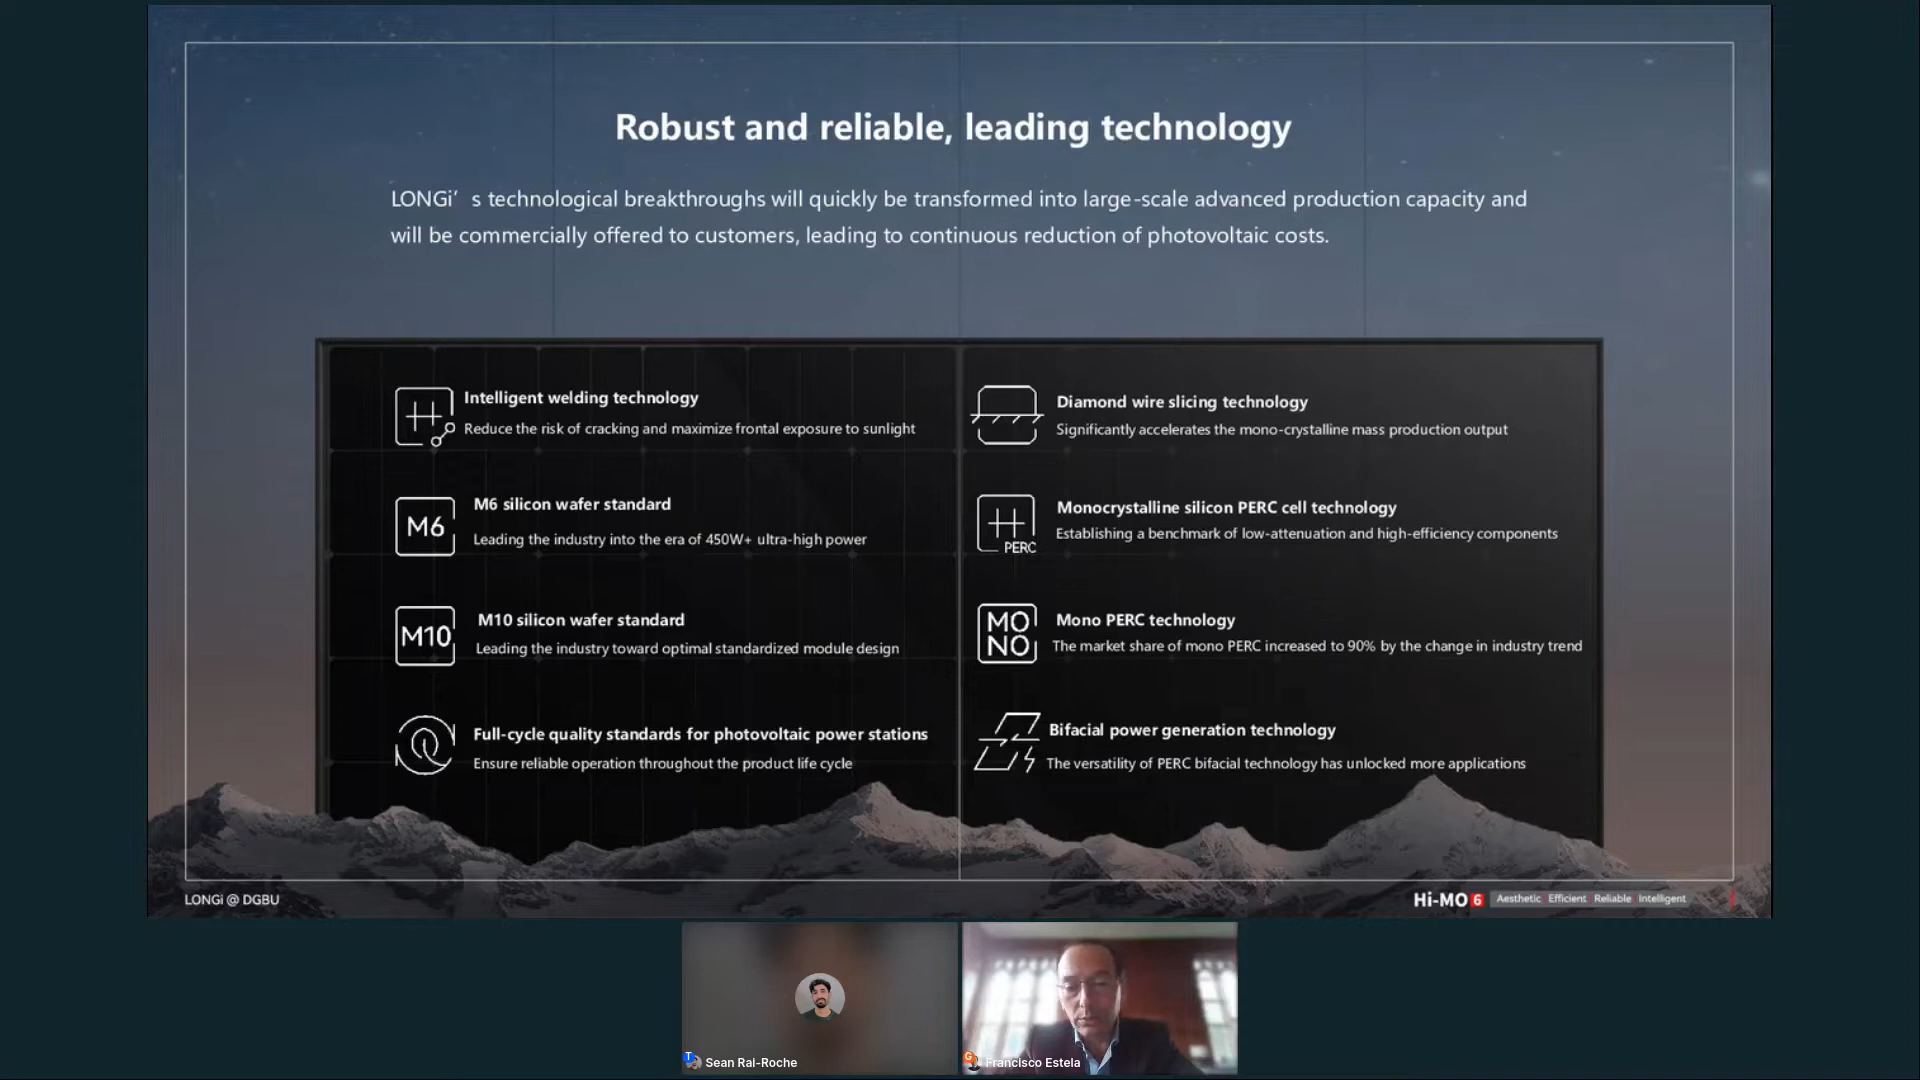 Robust and reliable, leading technology
LONGi’ s technological breakthroughs will quickly be transformed into large-scale advanced production capacity and
will be commercially offered to customers, leading to continuous reduction of photovoltaic costs.
Intelligent welding technology
Reduce the risk of cracking and maximize frontal exposure to sunlight
M6
M6 silicon wafer standard
Leading the industry into the era of 450W+ ultra-high power
M10
M10 silicon wafer standard
Leading the industry toward optimal standardized module design
Full-cycle quality standards for photovoltaic power stations
Ensure reliable operation throughout the product life cycle
Diamond wire slicing technology
Significantly accelerates the mono-crystalline mass production output
PERC
Monocrystalline silicon PERC cell technology
Establishing a benchmark of low-attenuation and high-efficiency components
MO
NO
Mono PERC technology
The market share of mono PERC increased to 90% by the change in industry trend
Bifacial power generation technology
The versatility of PERC bifacial technology has unlocked more applications
LONGi @ DGBU
Hi-MO 6 Aesthetic Efficient Reliable Intelligent
T
Sean Rai-Roche
G
Francisco Estela